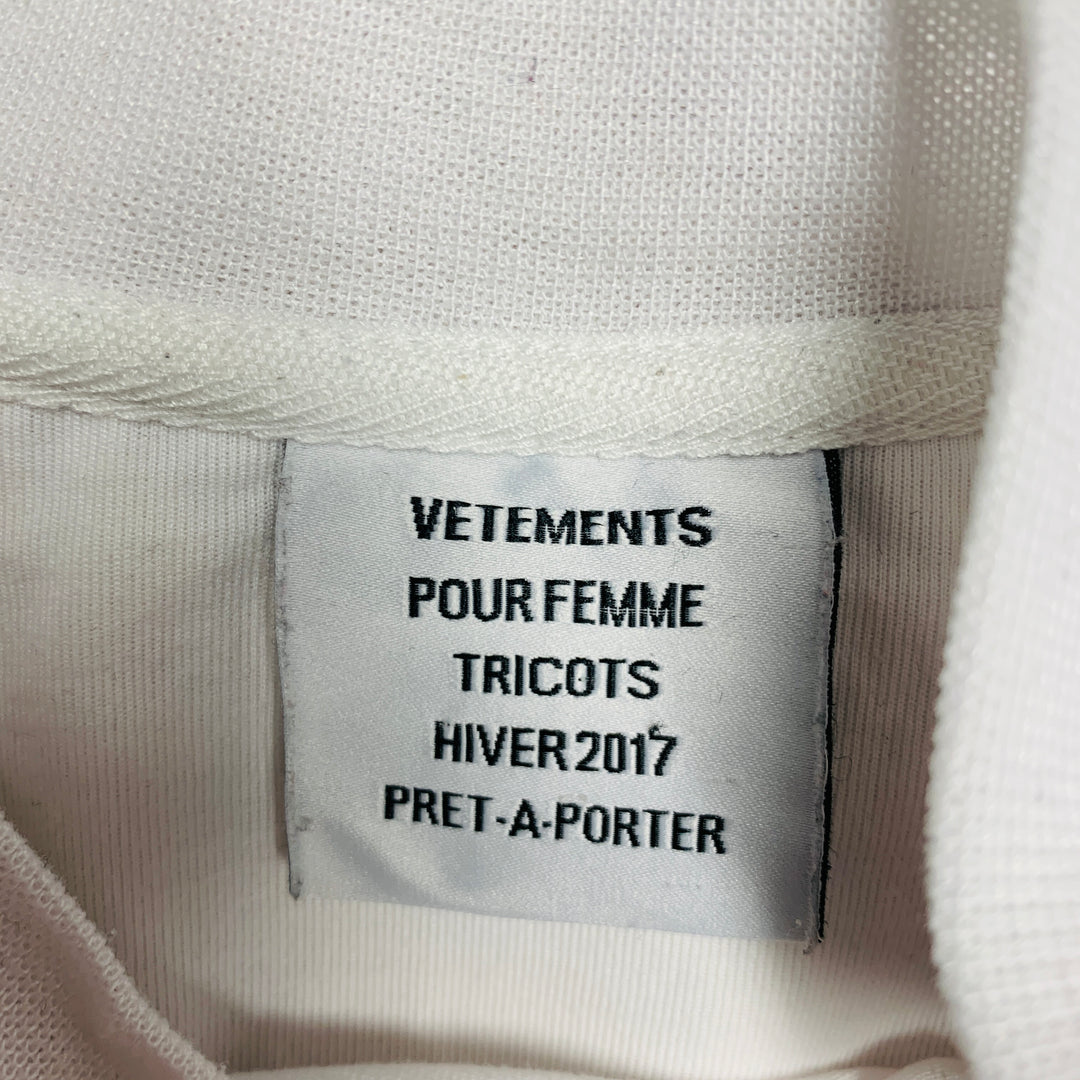 VETEMENTS
POUR FEMME
TRICOTS
HIVER 2017
PRET-A-PORTER